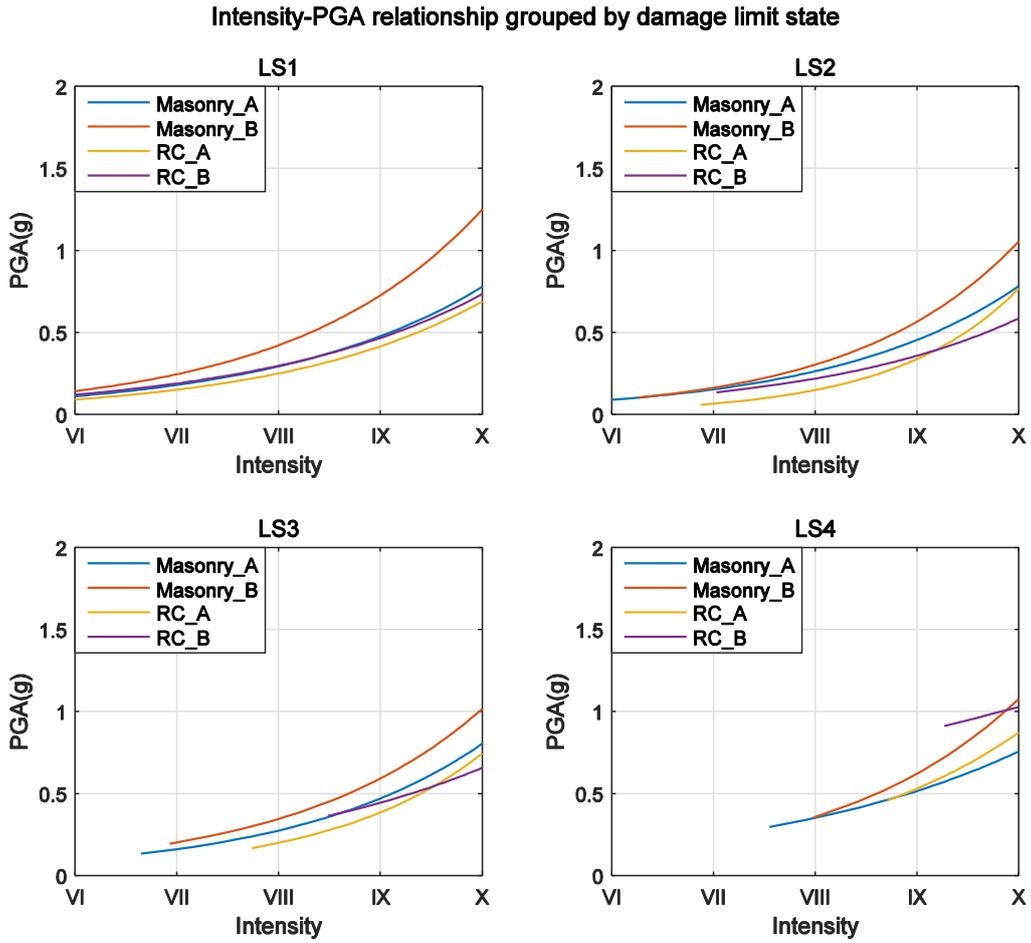 Intensity-PGA relationship grouped by damage limit state
LS1
2
1.5
1
0.5
0
PGA(g)
Masonry_A
Masonry_B
RC_A
RC_B
VI VII VIII IX X
Intensity
LS2
2
1.5
1
0.5
0
PGA(g)
Masonry_A
Masonry_B
RC_A
RC_B
VI VII VIII IX X
Intensity
LS3
2
1.5
1
0.5
0
PGA(g)
Masonry_A
Masonry_B
RC_A
RC_B
VI VII VIII IX X
Intensity
LS4
2
1.5
1
0.5
0
PGA(g)
Masonry_A
Masonry_B
RC_A
RC_B
VI VII VIII IX X
Intensity